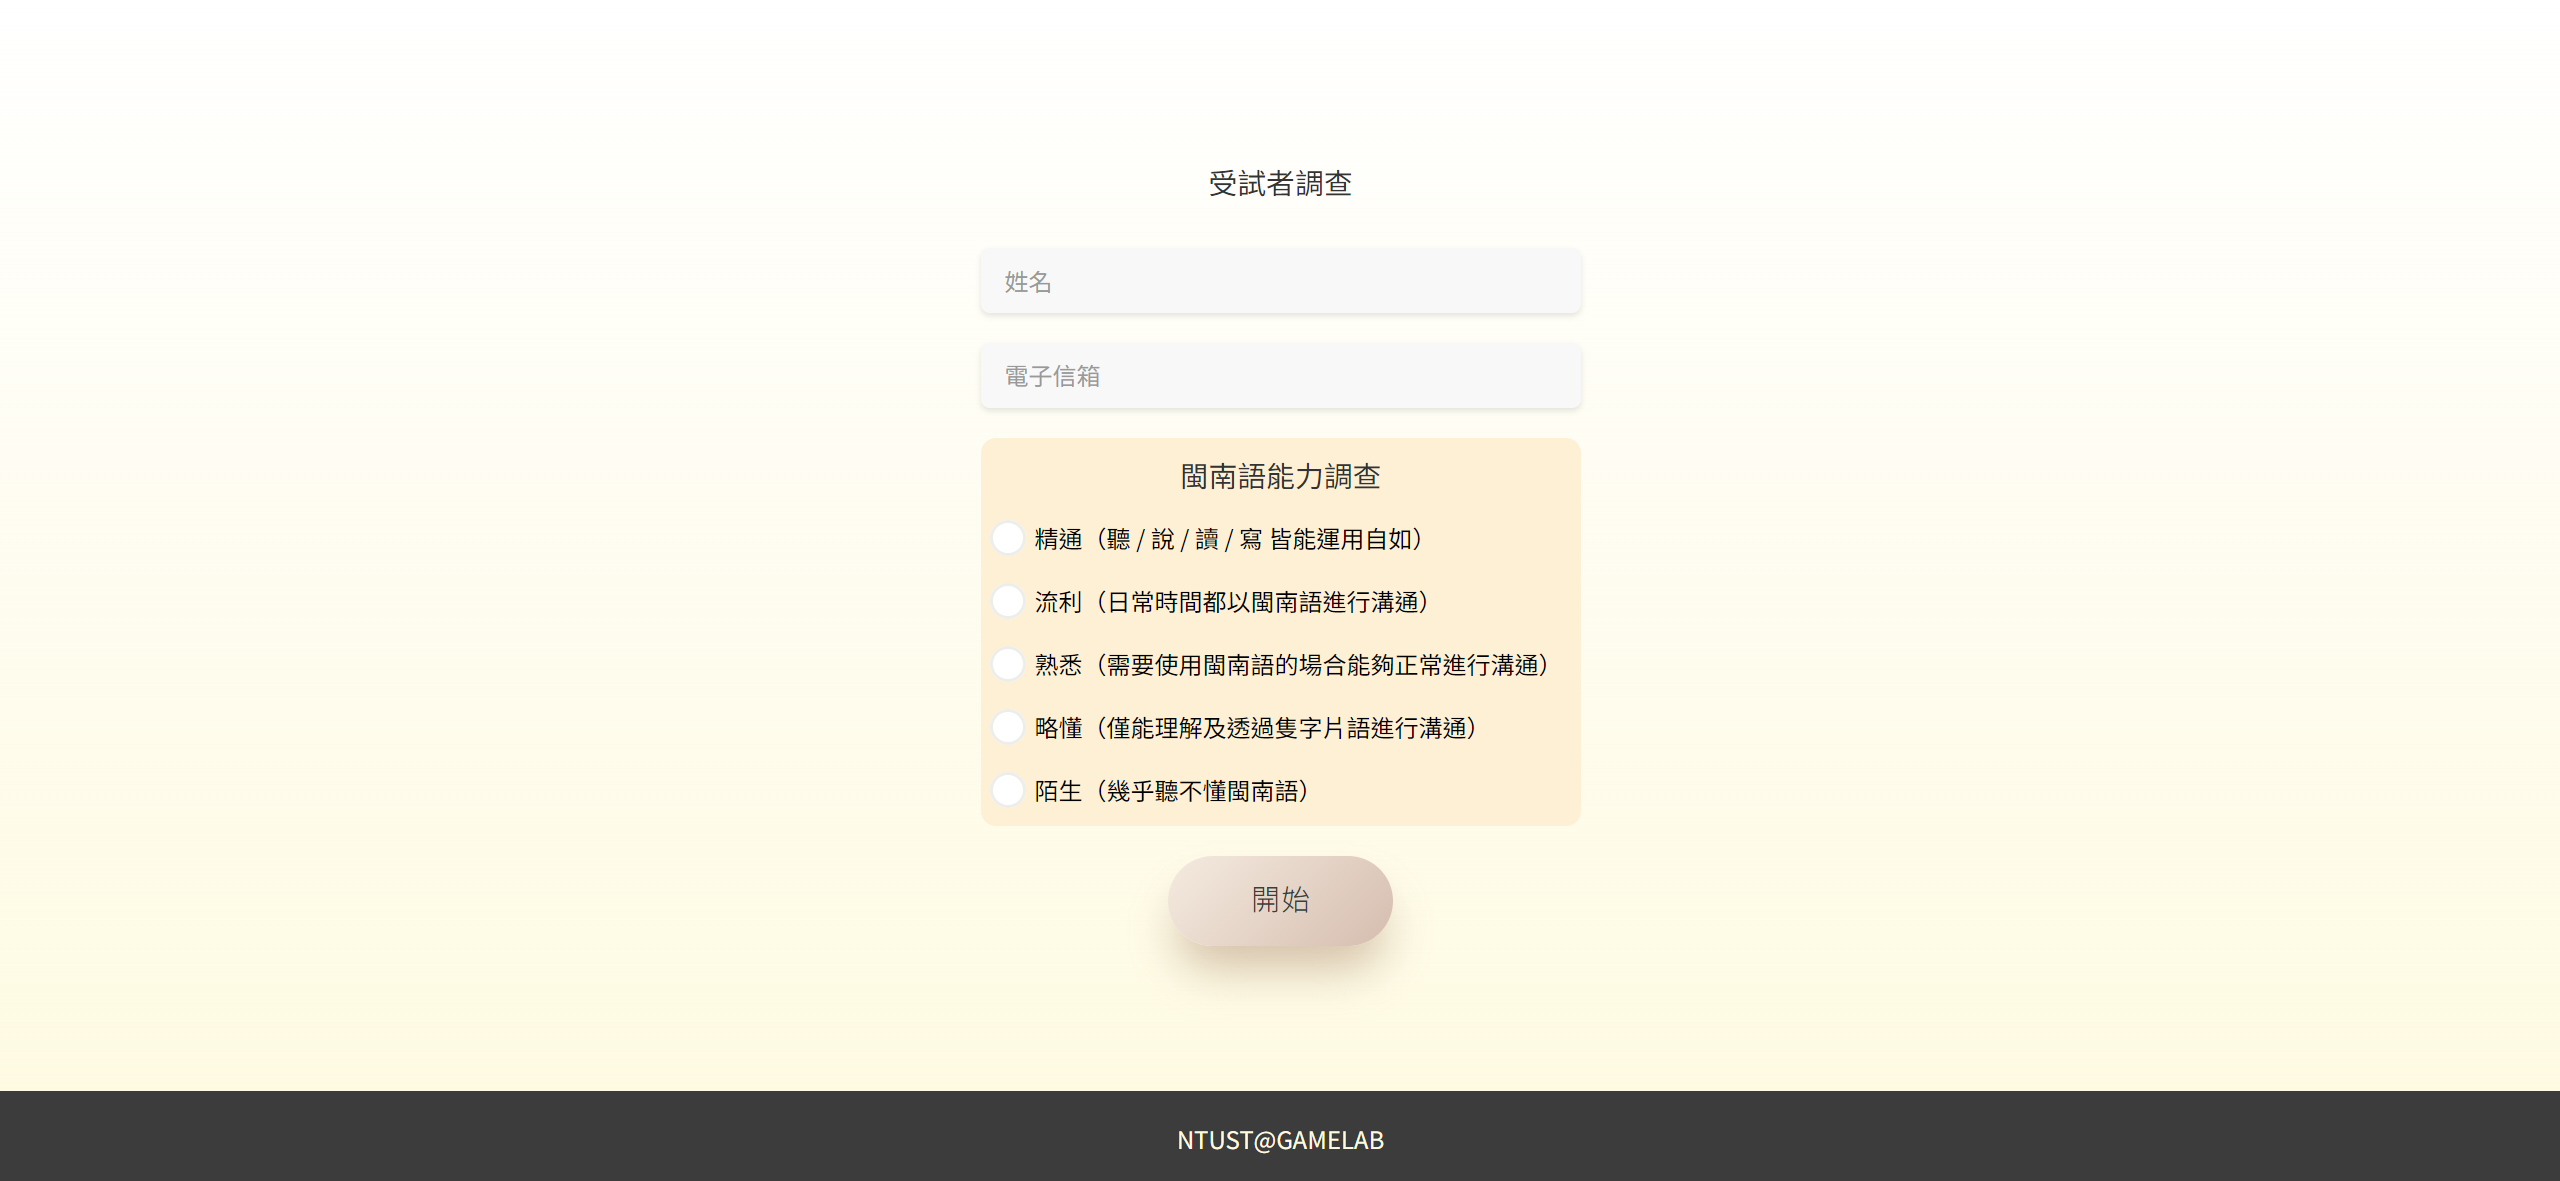 受試者調查
姓名
電子信箱
閩南語能力調查
精通（聽 / 說 / 讀 / 寫 皆能運用自如）
流利（日常時間都以閩南語進行溝通）
熟悉（需要使用閩南語的場合能夠正常進行溝通）
略懂（僅能理解及透過隻字片語進行溝通）
陌生（幾乎聽不懂閩南語）
開始
NTUST@GAMELAB